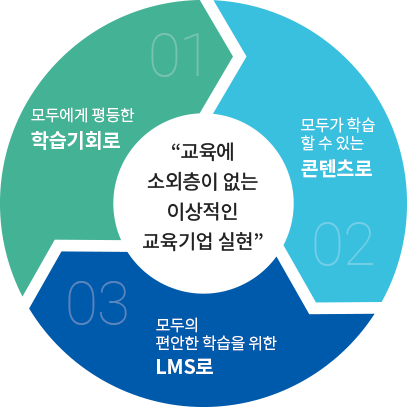 01
모두에게 평등한
학습기회로
모두가 학습
할 수 있는
콘텐츠로
02
“교육에
소외층이 없는
이상적인
교육기업 실현”
03
모두의
편안한 학습을 위한
LMS로